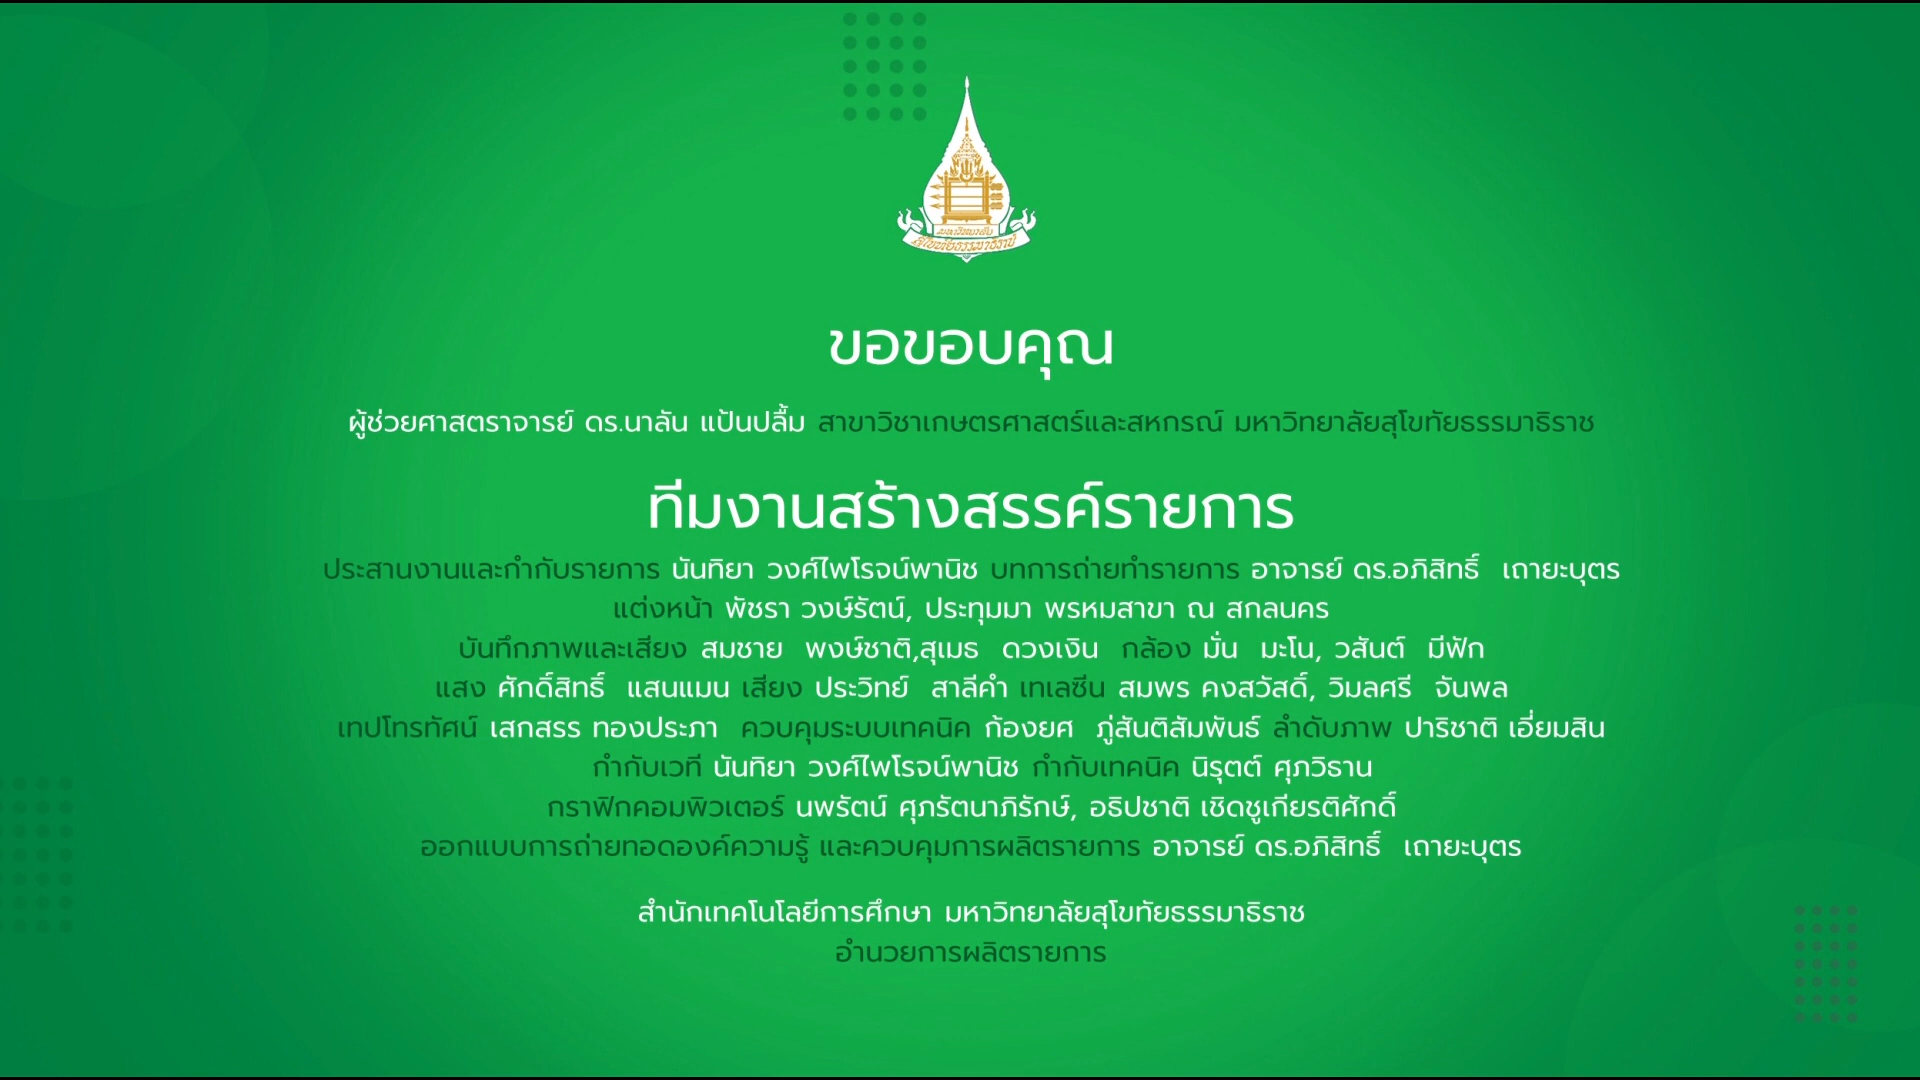 มหาวิทยาลัย
สุโขทัยธรรมาธิราช
ขอขอบคุณ
ผู้ช่วยศาสตราจารย์ ดร.นาลัน แป้นปลื้ม สาขาวิชาเกษตรศาสตร์และสหกรณ์ มหาวิทยาลัยสุโขทัยธรรมาธิราช
ทีมงานสร้างสรรค์รายการ
ประสานงานและกำกับรายการ นันทิยา วงศ์ไพโรจน์พานิช บทการถ่ายทำรายการ อาจารย์ ดร.อภิสิทธิ์ เถายะบุตร
แต่งหน้า พัชรา วงษ์รัตน์, ประทุมมา พรหมสาขา ณ สกลนคร
บันทึกภาพและเสียง สมชาย พงษ์ชาติ,สุเมธ ดวงเงิน กล้อง มั่น มะโน, วสันต์ มีฟัก
แสง ศักดิ์สิทธิ์ แสนแมน เสียง ประวิทย์ สาลีคำ เทเลซีน สมพร คงสวัสดิ์, วิมลศรี จันพล
เทปโทรทัศน์ เสกสรร ทองประภา ควบคุมระบบเทคนิค ก้องยศ ภู่สันติสัมพันธ์ ลำดับภาพ ปาริชาติ เอี่ยมสิน
กำกับเวที นันทิยา วงศ์ไพโรจน์พานิช กำกับเทคนิค นิรุตต์ ศุภวิธาน
กราฟิกคอมพิวเตอร์ นพรัตน์ ศุภรัตนาภิรักษ์, อธิปชาติ เชิดชูเกียรติศักดิ์
ออกแบบการถ่ายทอดองค์ความรู้ และควบคุมการผลิตรายการ อาจารย์ ดร.อภิสิทธิ์ เถายะบุตร
สำนักเทคโนโลยีการศึกษา มหาวิทยาลัยสุโขทัยธรรมาธิราช
อำนวยการผลิตรายการ